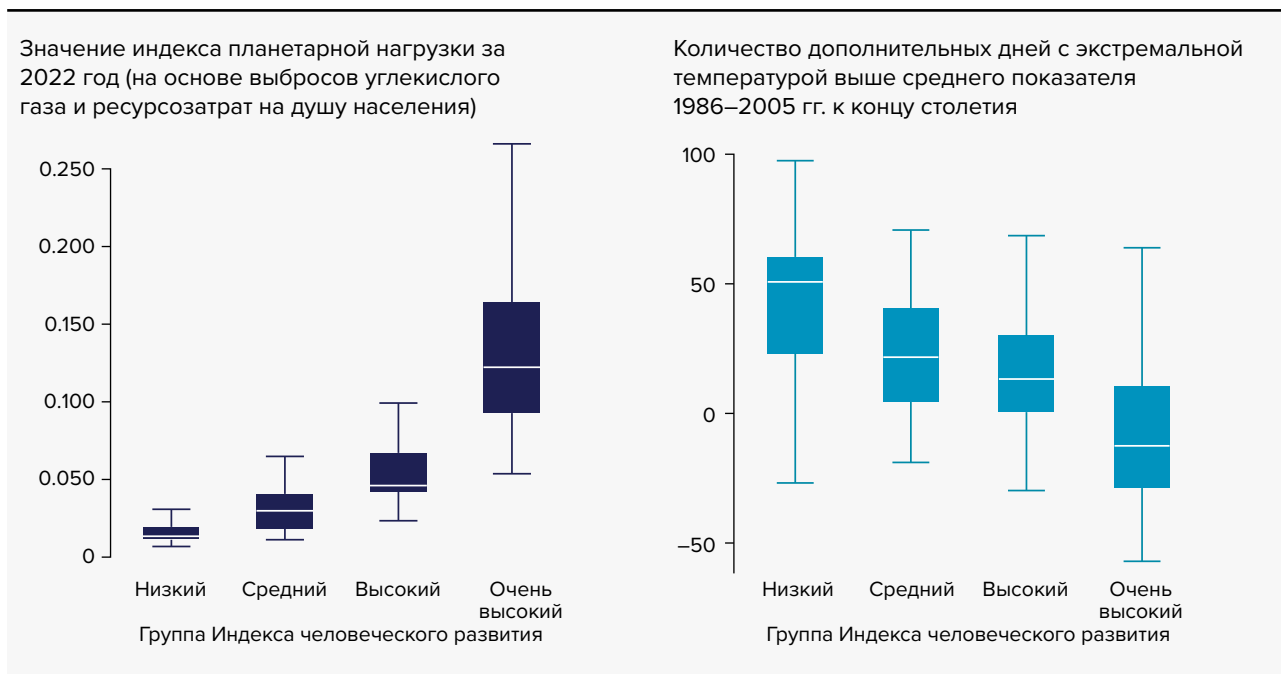 Значение индекса планетарной нагрузки за
2022 год (на основе выбросов углекислого
газа и ресурсозатрат на душу населения)
0.250
0.200
0.150
0.100
0.050
0
Низкий
Средний
Высокий
Очень
высокий
Группа Индекса человеческого развития
Количество дополнительных дней с экстремальной
температурой выше среднего показателя
1986–2005 гг. к концу столетия
100
50
0
–50
Низкий
Средний
Высокий
Очень
высокий
Группа Индекса человеческого развития